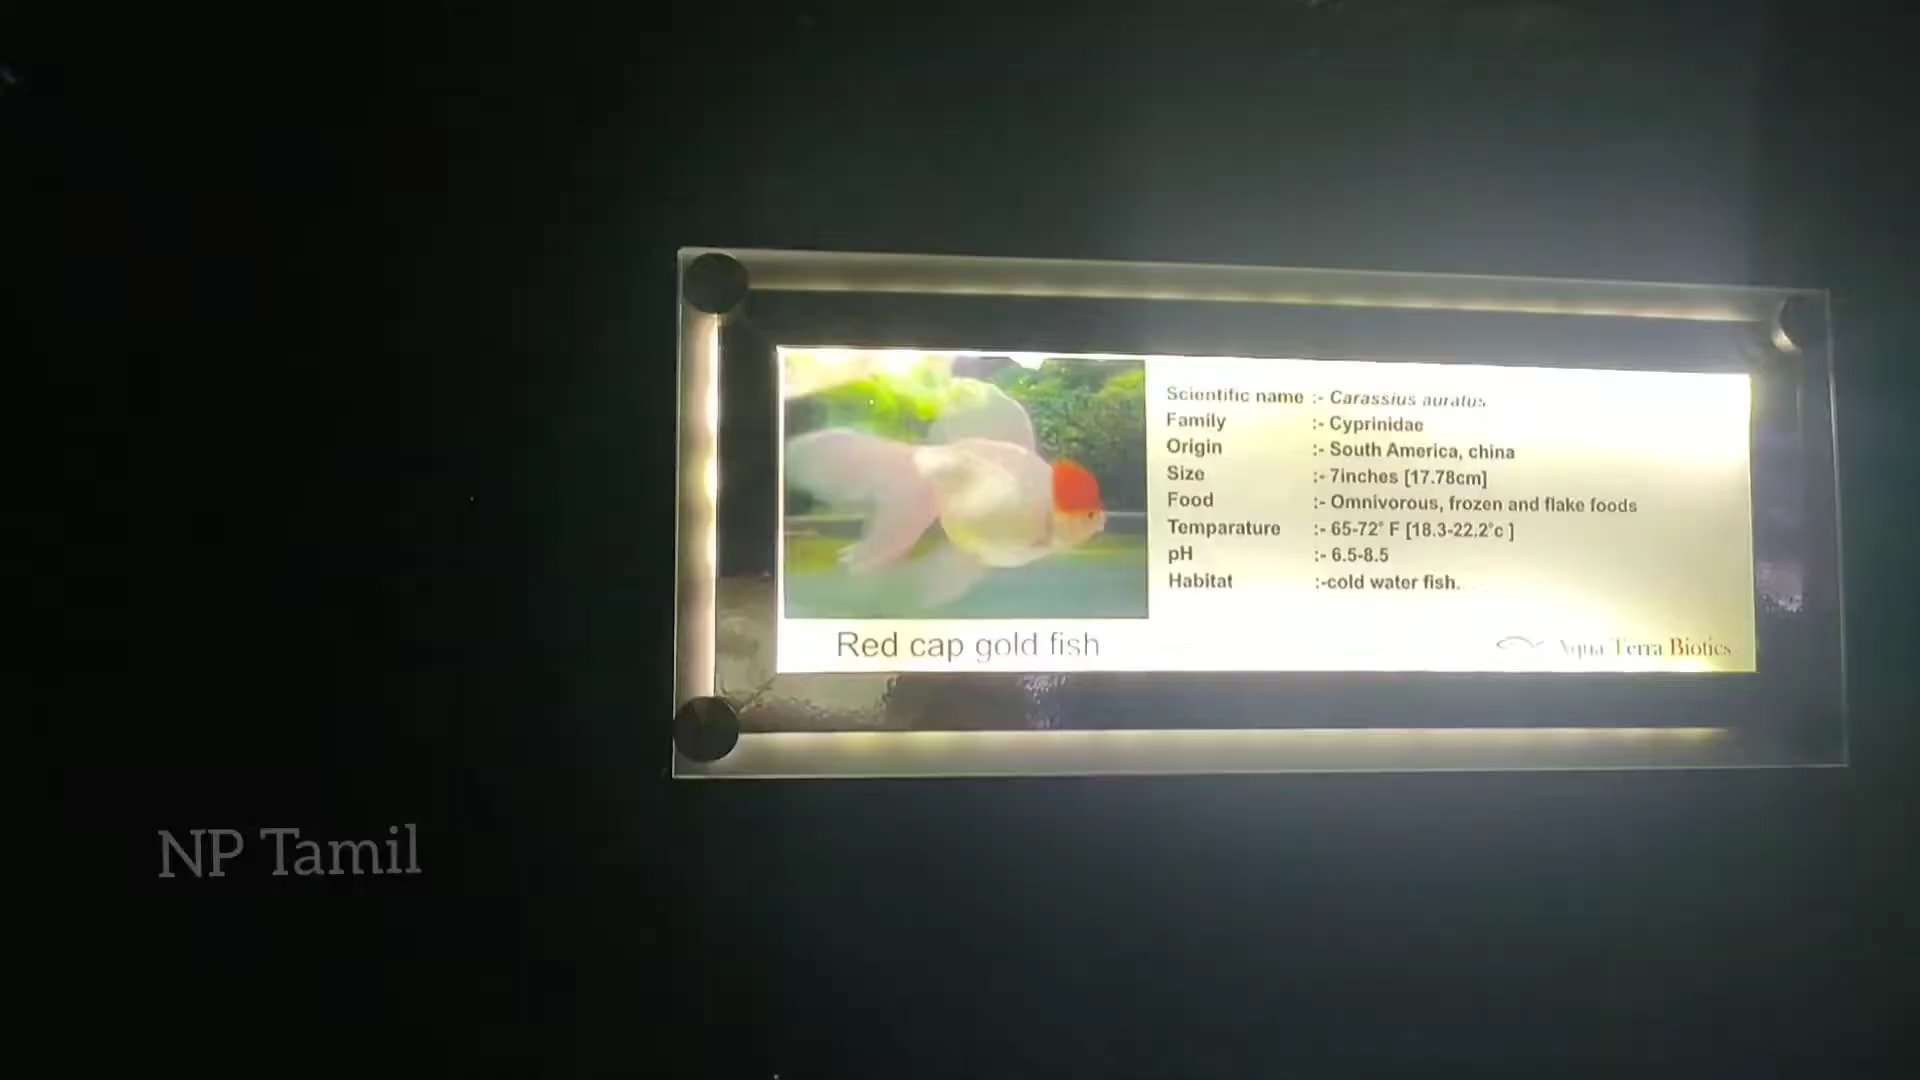 Scientific name :- Carassius auratus
Family :- Cyprinidae
Origin :- South America, china
Size :- 7inches [17.78cm]
Food :- Omnivorous, frozen and flake foods
Temparature :- 65-72° F [18.3-22.2°c ]
pH :- 6.5-8.5
Habitat :-cold water fish.
Red cap gold fish
Aqua Terra Biotics
NP Tamil